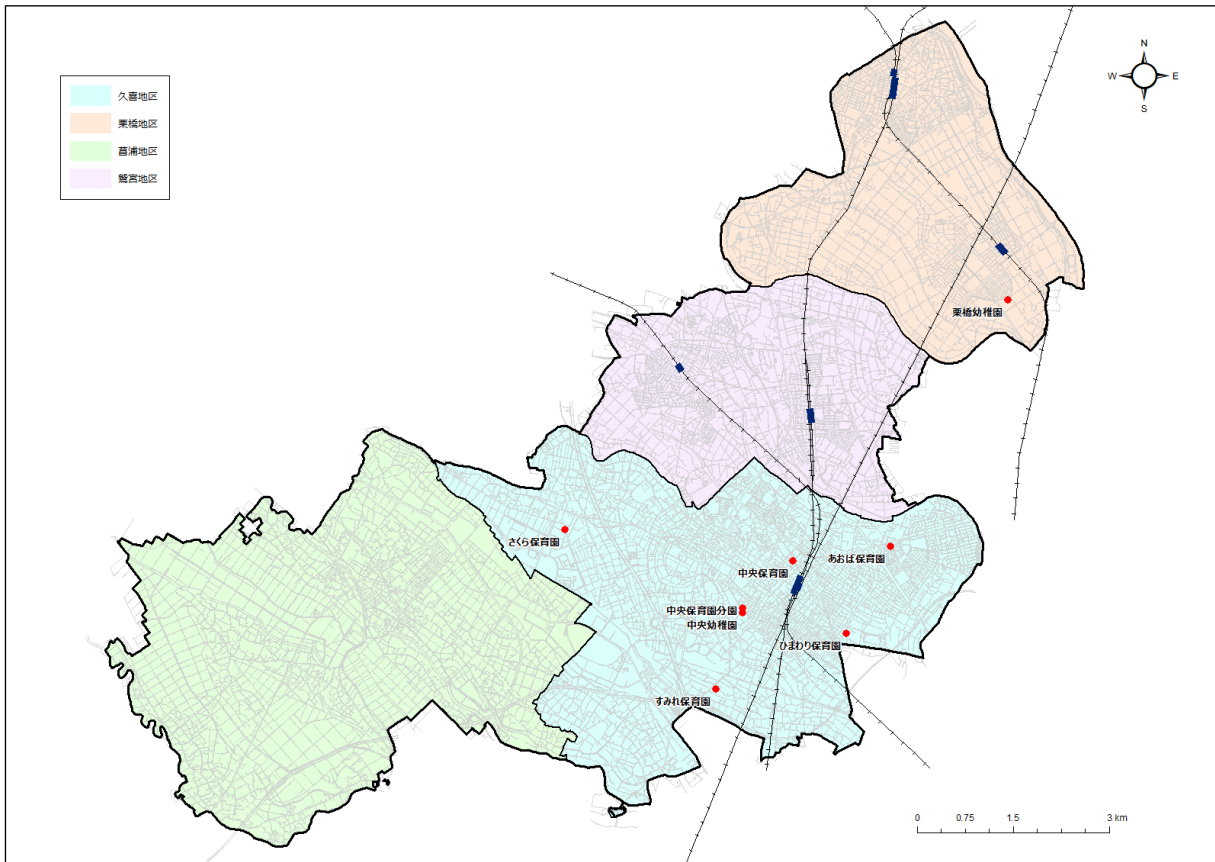 久喜地区
栗橋地区
菖蒲地区
鷲宮地区
N
W
E
S
栗橋幼稚園
さくら保育園
あおば保育園
中央保育園
中央保育園分園
中央幼稚園
ひまわり保育園
すみれ保育園
0 0.75 1.5 3 km